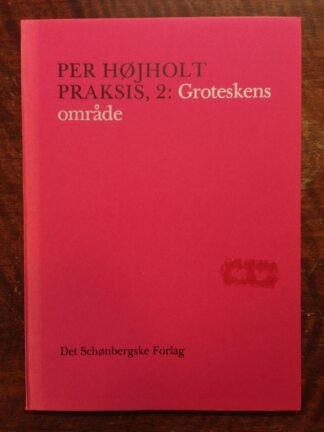 PER HØJHOLT
PRAKSIS, 2: Groteskens
område
Det Schønbergske Forlag